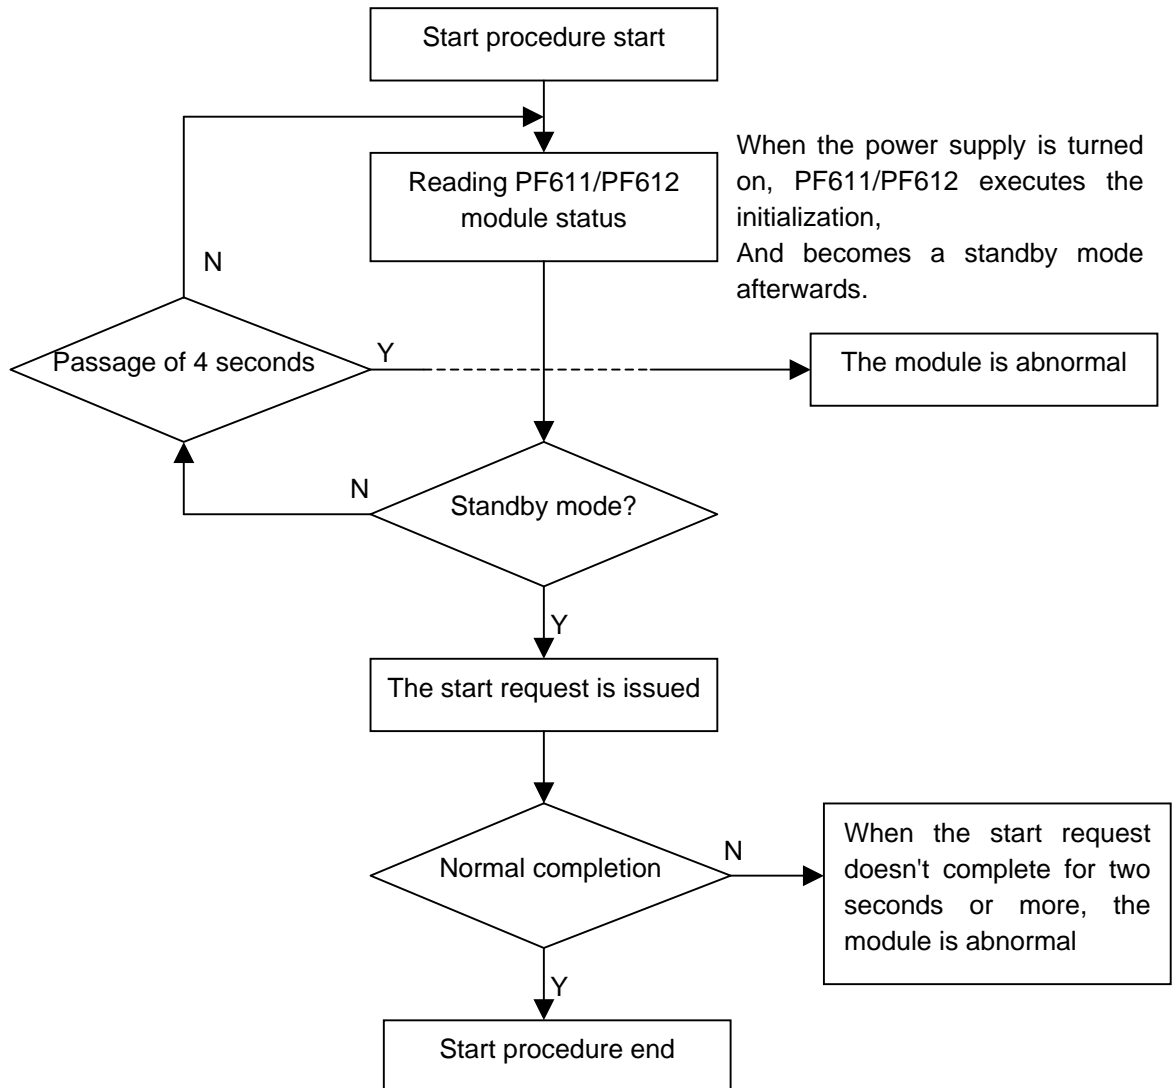 Start procedure start
Reading PF611/PF612
module status
When the power supply is turned
on, PF611/PF612 executes the
initialization,
And becomes a standby mode
afterwards.
N
Passage of 4 seconds
Y
The module is abnormal
N
Standby mode?
Y
The start request is issued
Normal completion
N
When the start request
doesn't complete for two
seconds or more, the
module is abnormal
Y
Start procedure end